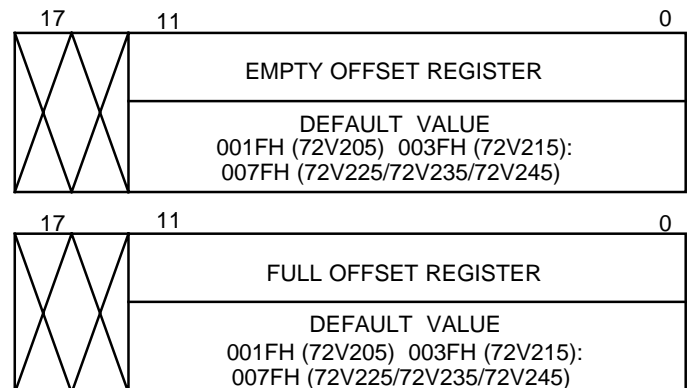 17 11 0
EMPTY OFFSET REGISTER
DEFAULT VALUE
001FH (72V205) 003FH (72V215):
007FH (72V225/72V235/72V245)
17 11 0
FULL OFFSET REGISTER
DEFAULT VALUE
001FH (72V205) 003FH (72V215):
007FH (72V225/72V235/72V245)